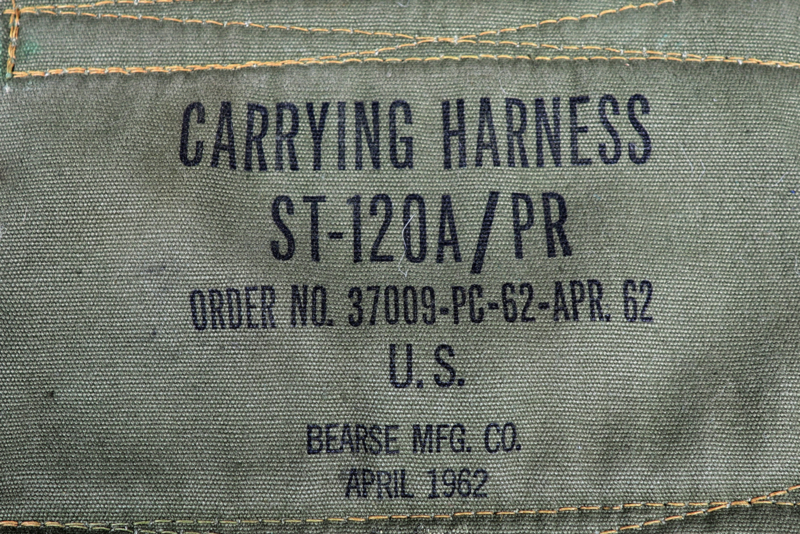 CARRYING HARNESS
ST-120A/PR
ORDER NO. 37009-PC-62-APR. 62
U.S.
BEARSE MFG. CO.
APRIL 1962